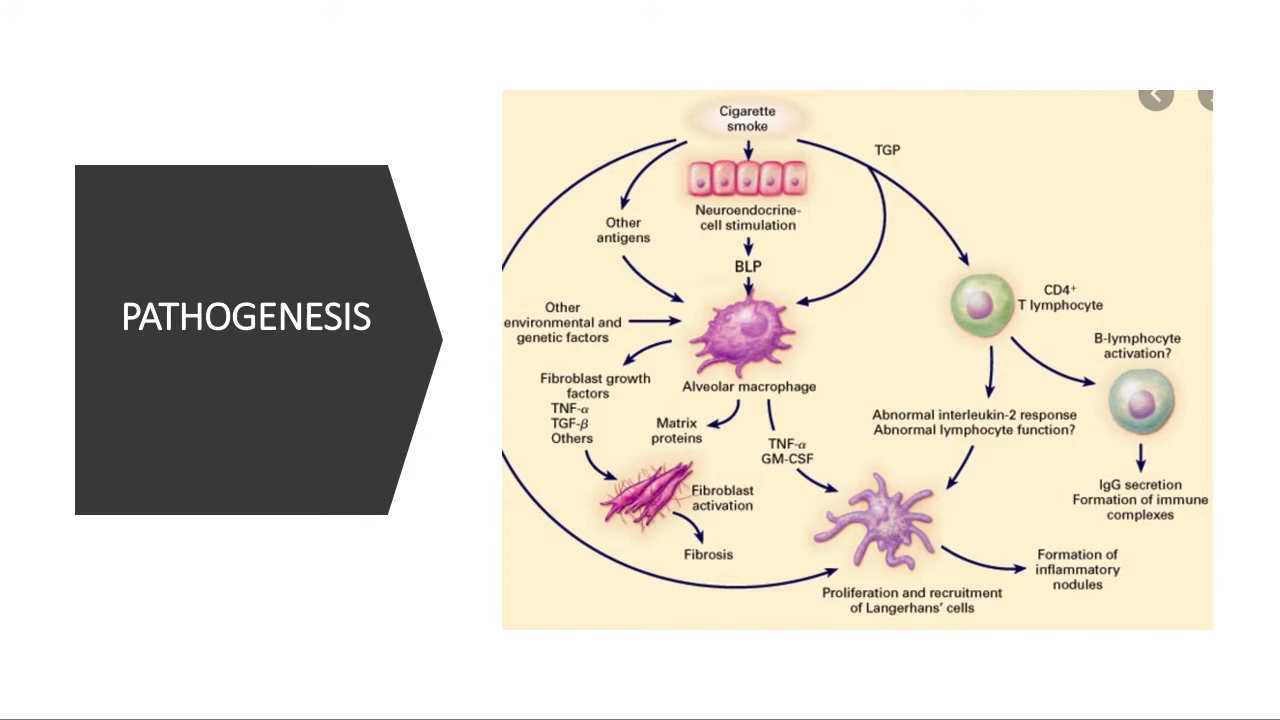 PATHOGENESIS
Cigarette
smoke
TGP
Neuroendocrine-
cell stimulation
Other
antigens
BLP
CD4+
T lymphocyte
Other
environmental and
genetic factors
B-lymphocyte
activation?
Alveolar macrophage
Fibroblast growth
factors
TNF-α
TGF-β
Others
Matrix
proteins
TNF-α
GM-CSF
Abnormal interleukin-2 response
Abnormal lymphocyte function?
IgG secretion
Formation of immune
complexes
Fibroblast
activation
Fibrosis
Formation of
inflammatory
nodules
Proliferation and recruitment
of Langerhans' cells